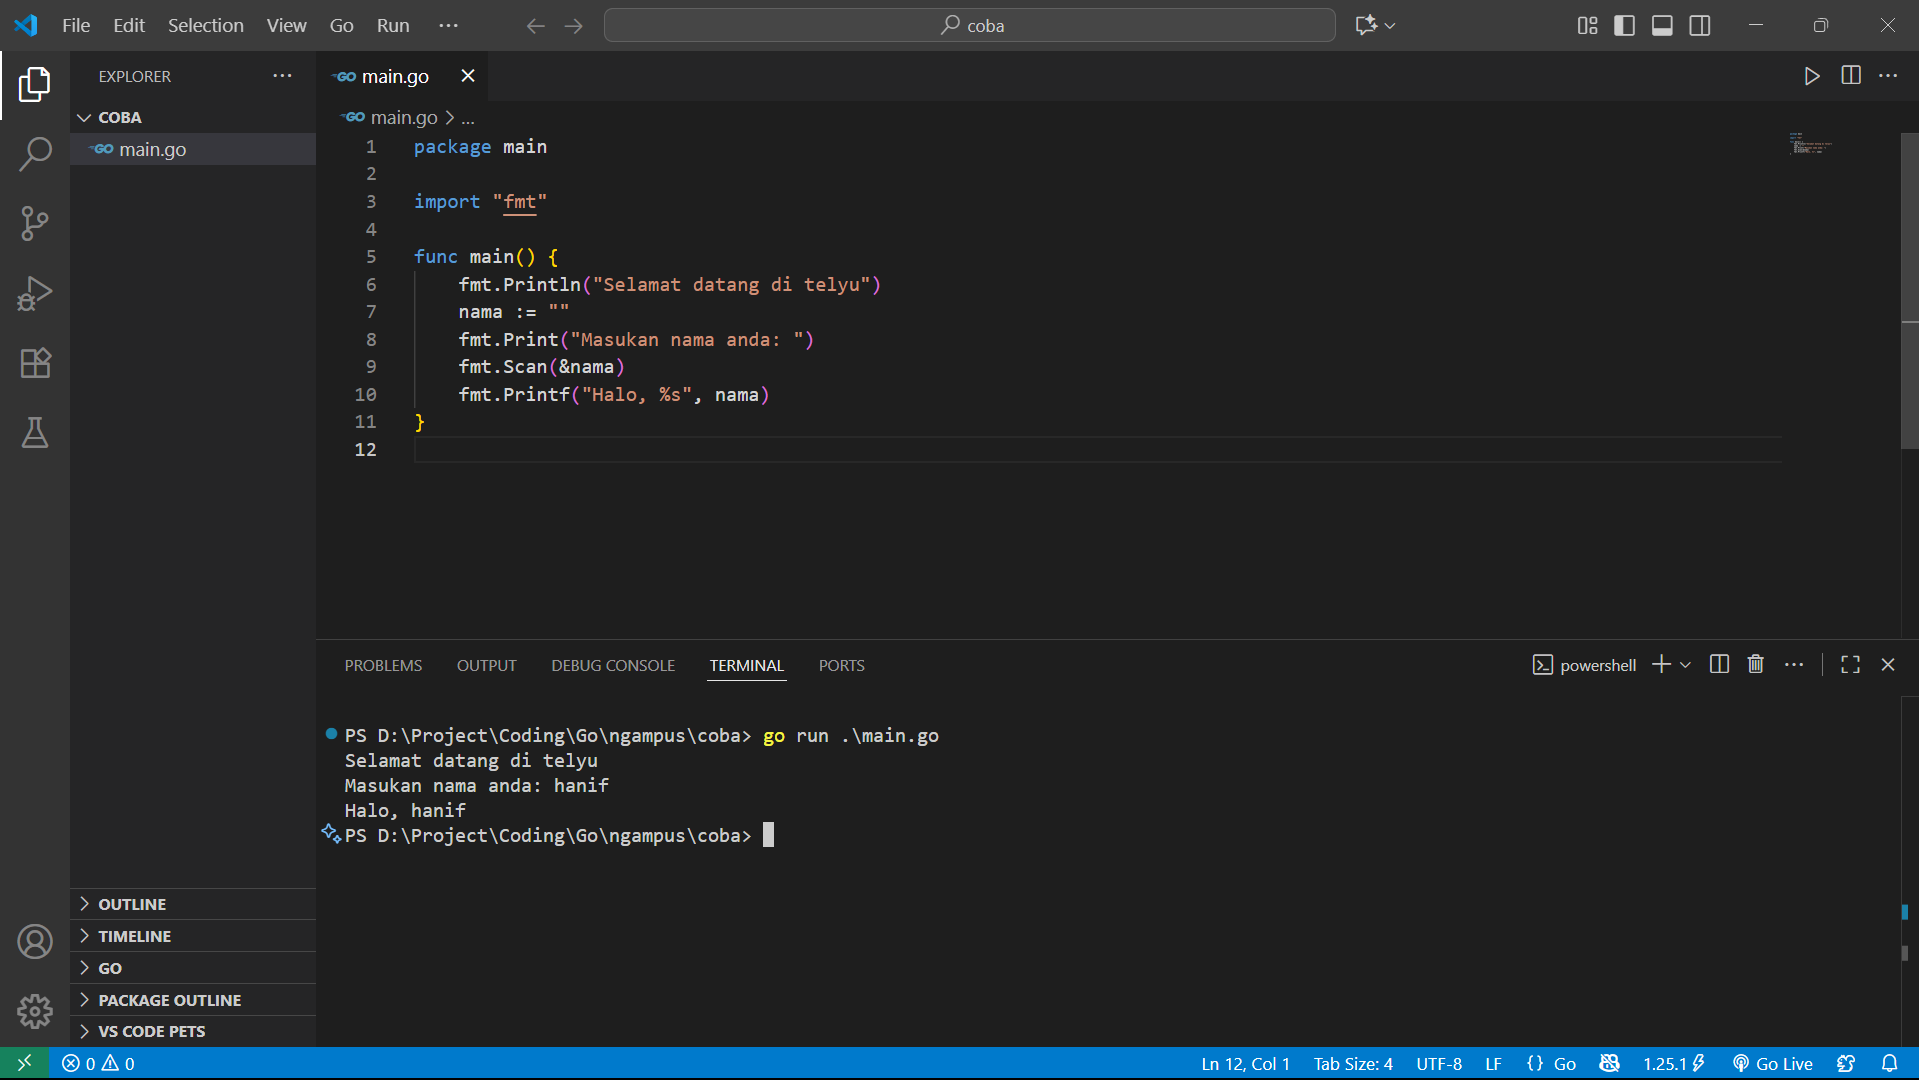 File Edit Selection View Go Run ···
coba
EXPLORER ···
GO main.go
COBA
GO main.go
GO main.go > ...
1 package main
2
3 import "fmt"
4
5 func main() {
6 fmt.Println("Selamat datang di telyu")
7 nama := ""
8 fmt.Print("Masukan nama anda: ")
9 fmt.Scan(&nama)
10 fmt.Printf("Halo, %s", nama)
11 }
12
PROBLEMS OUTPUT DEBUG CONSOLE TERMINAL PORTS
powershell
PS D:\Project\Coding\Go\ngampus\coba> go run .\main.go
Selamat datang di telyu
Masukan nama anda: hanif
Halo, hanif
PS D:\Project\Coding\Go\ngampus\coba>
OUTLINE
TIMELINE
GO
PACKAGE OUTLINE
VS CODE PETS
0 0
Ln 12, Col 1 Tab Size: 4 UTF-8 LF {} Go 1.25.1 Go Live